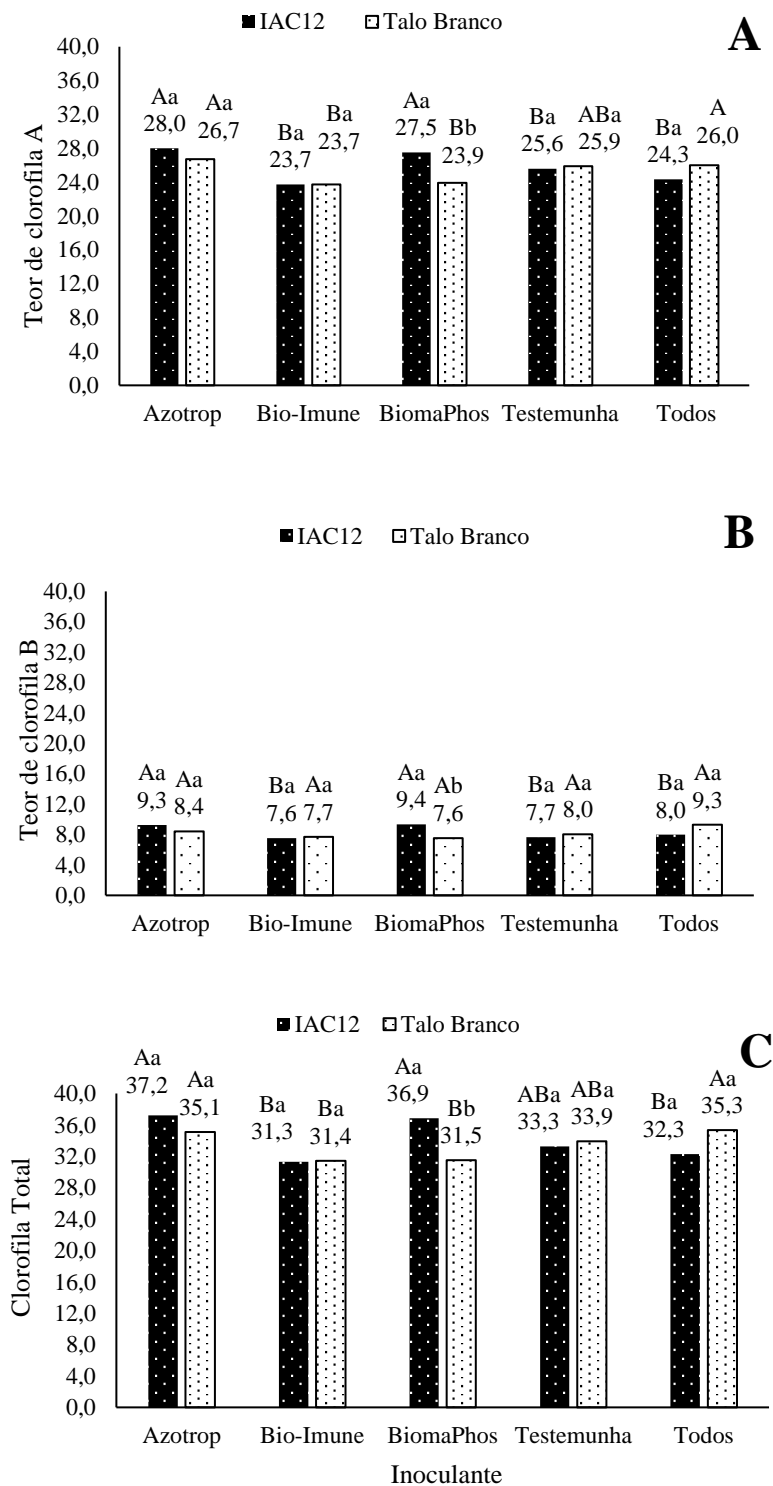 IAC12 Talo Branco
A
40,0
36,0
32,0
28,0
24,0
20,0
16,0
12,0
8,0
4,0
0,0
Teor de clorofila A
Aa Aa Ba Ba Aa Bb Ba ABa Ba A
28,0 26,7 23,7 23,7 27,5 23,9 25,6 25,9 24,3 26,0
Azotrop Bio-Imune BiomaPhos Testemunha Todos
IAC12 Talo Branco
B
40,0
36,0
32,0
28,0
24,0
20,0
16,0
12,0
8,0
4,0
0,0
Teor de clorofila B
Aa Aa Ba Aa Aa Ab Ba Aa Ba Aa
9,3 8,4 7,6 7,7 9,4 7,6 7,7 8,0 8,0 9,3
Azotrop Bio-Imune BiomaPhos Testemunha Todos
IAC12 Talo Branco
C
40,0
36,0
32,0
28,0
24,0
20,0
16,0
12,0
8,0
4,0
0,0
Clorofila Total
Aa Aa Ba Ba Aa Bb ABa ABa Ba Aa
37,2 35,1 31,3 31,4 36,9 31,5 33,3 33,9 32,3 35,3
Azotrop Bio-Imune BiomaPhos Testemunha Todos
Inoculante